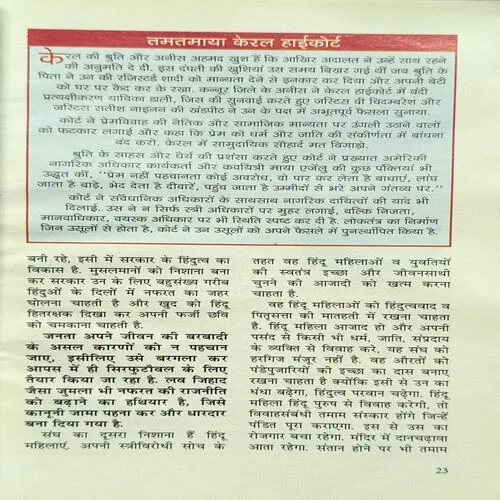 तमतमाया केरल हाईकोर्ट
केरल की श्रुति और अनीस अहमद खुश हैं कि आखिर अदालत ने उन्हें साथ रहने
की अनुमति दे दी. इस दंपती की खुशियां उस समय बिखर गई थीं जब श्रुति के
पिता ने उन की रजिस्टर्ड शादी को मान्यता देने से इनकार कर दिया और अपनी बेटी
को घर पर कैद कर के रखा. कन्नूर जिले के अनीस ने केरल हाईकोर्ट में बंदी
प्रत्यक्षीकरण याचिका डाली, जिस की सुनवाई करते हुए जस्टिस वी चिदम्बरेश और
जस्टिस सतीश नाइनन की खंडपीठ ने उन के पक्ष में अभूतपूर्व फैसला सुनाया.
कोर्ट ने प्रेमविवाह की नैतिक और सामाजिक मान्यता पर उंगली उठाने वालों
को फटकार लगाई और कहा कि प्रेम को धर्म और जाति की संकीर्णता में बांधना
बंद करो. केरल में सामुदायिक सौहार्द मत बिगाड़ो.
श्रुति के साहस और धैर्य की प्रशंसा करते हुए कोर्ट ने प्रख्यात अमेरिकी
नागरिक अधिकार कार्यकर्ता और कवयित्री माया एंजेलू की कुछ पंक्तियां भी
उद्धृत कीं, ''प्रेम नहीं पहचानता कोई अवरोध, वो पार कर लेता है बाधाएं, लांघ
जाता है बाड़े, भेद देता है दीवारें, पहुंच जाता है उम्मीदों से भरे अपने गंतव्य पर.''
कोर्ट ने संवैधानिक अधिकारों के साथसाथ नागरिक दायित्वों की याद भी
दिलाई. उस ने न सिर्फ स्त्री अधिकारों पर मुहर लगाई, बल्कि निजता,
मानवाधिकार, वयस्क अधिकार पर भी स्थिति स्पष्ट कर दी है. लोकतंत्र का निर्माण
जिन उसूलों से होता है, कोर्ट ने उन उसूलों को अपने फैसले में पुनर्स्थापित किया है.
बनी रहे, इसी में सरकार के हिंदुत्व का
विकास है. मुसलमानों को निशाना बना
कर सरकार उन के लिए बहुसंख्य गरीब
हिंदुओं के दिलों में नफरत का जहर
घोलना चाहती है और खुद को हिंदू
हितरक्षक दिखा कर अपनी फर्जी छवि
को चमकाना चाहती है.
जनता अपने जीवन की बरबादी
के असल कारणों को न पहचान
जाए, इसीलिए उसे बरगला कर
आपस में ही सिरफुटौवल के लिए
तैयार किया जा रहा है. लव जिहाद
जैसा जुमला भी नफरत की राजनीति
को बढ़ाने का हथियार है, जिसे
कानूनी जामा पहना कर और धारदार
बना दिया गया है.
संघ का दूसरा निशाना हैं हिंदू
महिलाएं. अपनी स्त्रीविरोधी सोच के
तहत वह हिंदू महिलाओं व युवतियों
की स्वतंत्र इच्छा और जीवनसाथी
चुनने की आजादी को खत्म करना
चाहता है.
वह हिंदू महिलाओं को हिंदुत्ववाद व
पितृसत्ता की मातहती में रखना चाहता
है. हिंदू महिला आजाद हो और अपनी
पसंद से किसी भी धर्म, जाति, संप्रदाय
के व्यक्ति से विवाह करे, यह संघ को
हरगिज मंजूर नहीं है. वह औरतों को
पंडेपुजारियों की इच्छा का दास बनाए
रखना चाहता है क्योंकि इसी से उन का
धंधा बढ़ेगा, हिंदुत्व परवान चढ़ेगा. हिंदू
महिला हिंदू पुरुष से विवाह करेगी, तो
विवाहसंबंधी तमाम संस्कार होंगे जिन्हें
पंडित पूरा कराएगा. इस से उस का
रोजगार बचा रहेगा. मंदिर में दानचढ़ावा
आता रहेगा. संतान होने पर भी तमाम
23